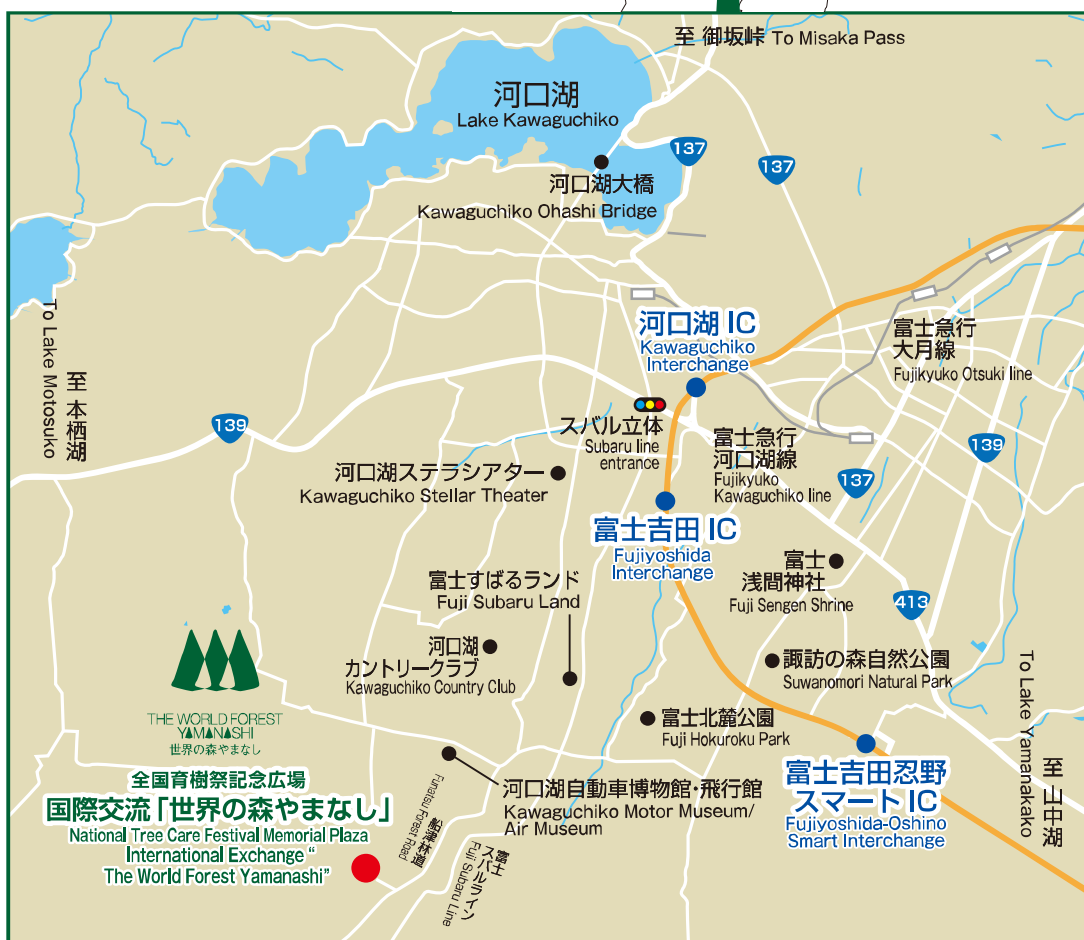 至 御坂峠 To Misaka Pass
河口湖
Lake Kawaguchiko
137
137
河口湖大橋
Kawaguchiko Ohashi Bridge
To Lake Motosuko
至 本栖湖
河口湖 IC
Kawaguchiko
Interchange
富士急行
大月線
Fujikyuko Otsuki line
139
スバル立体
Subaru line
entrance
富士急行
河口湖線
Fujikyuko
Kawaguchiko line
139
137
河口湖ステラシアター
Kawaguchiko Stellar Theater
富士吉田 IC
Fujiyoshida
Interchange
富士
浅間神社
Fuji Sengen Shrine
富士すばるランド
Fuji Subaru Land
413
河口湖
カントリークラブ
Kawaguchiko Country Club
諏訪の森自然公園
Suwanomori Natural Park
To Lake Yamanakako
至 山中湖
THE WORLD FOREST
YAMANASHI
世界の森やまなし
富士北麓公園
Fuji Hokuroku Park
全国育樹祭記念広場
国際交流「世界の森やまなし」
National Tree Care Festival Memorial Plaza
International Exchange “
The World Forest Yamanashi”
河口湖自動車博物館・飛行館
Kawaguchiko Motor Museum/
Air Museum
富士吉田忍野
スマート IC
Fujiyoshida-Oshino
Smart Interchange
Funatsu Forest Road
船津林道
富士
スバルライン
Fuji Subaru Line